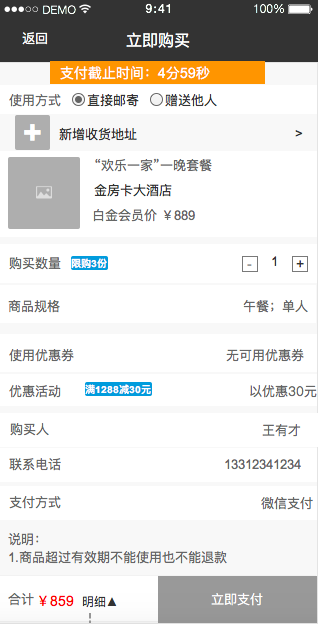 DEMO 9:41 100%
返回 立即购买
支付截止时间：4分59秒
使用方式 直接邮寄 赠送他人
新增收货地址 >
“欢乐一家”一晚套餐
金房卡大酒店
白金会员价 ￥889
购买数量 限购3份 - 1 +
商品规格 午餐；单人
使用优惠券 无可用优惠券
优惠活动 满1288减30元 以优惠30元
购买人 王有才
联系电话 13312341234
支付方式 微信支付
说明：
1.商品超过有效期不能使用也不能退款
合计 ￥859 明细▲ 立即支付